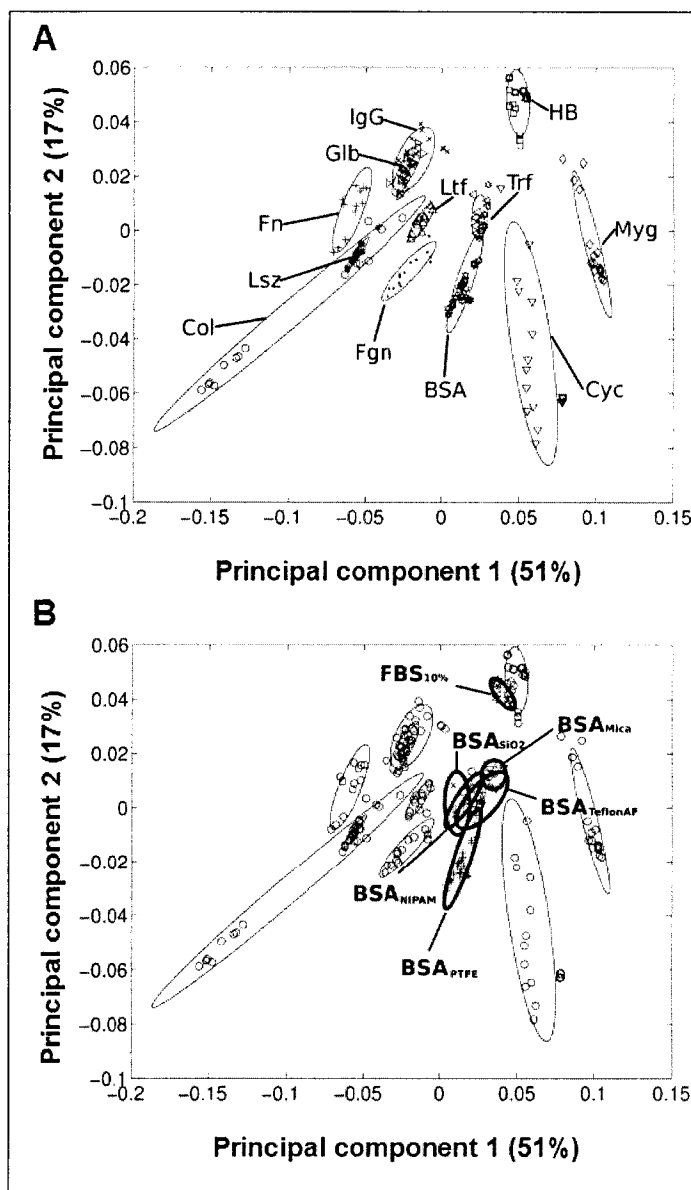 A
0.06
0.04
0.02
0
−0.02
−0.04
−0.06
−0.08
−0.1
Principal component 2 (17%)
IgG
Glb
Fn
Lsz
Col
Ltf
Fgn
Trf
BSA
HB
Myg
Cyc
−0.2 −0.15 −0.1 −0.05 0 0.05 0.1 0.15
Principal component 1 (51%)
B
0.06
0.04
0.02
0
−0.02
−0.04
−0.06
−0.08
−0.1
Principal component 2 (17%)
FBS10%
BSASiO2
BSAMica
BSATeflonAF
BSANIPAM
BSAPTFE
−0.2 −0.15 −0.1 −0.05 0 0.05 0.1 0.15
Principal component 1 (51%)